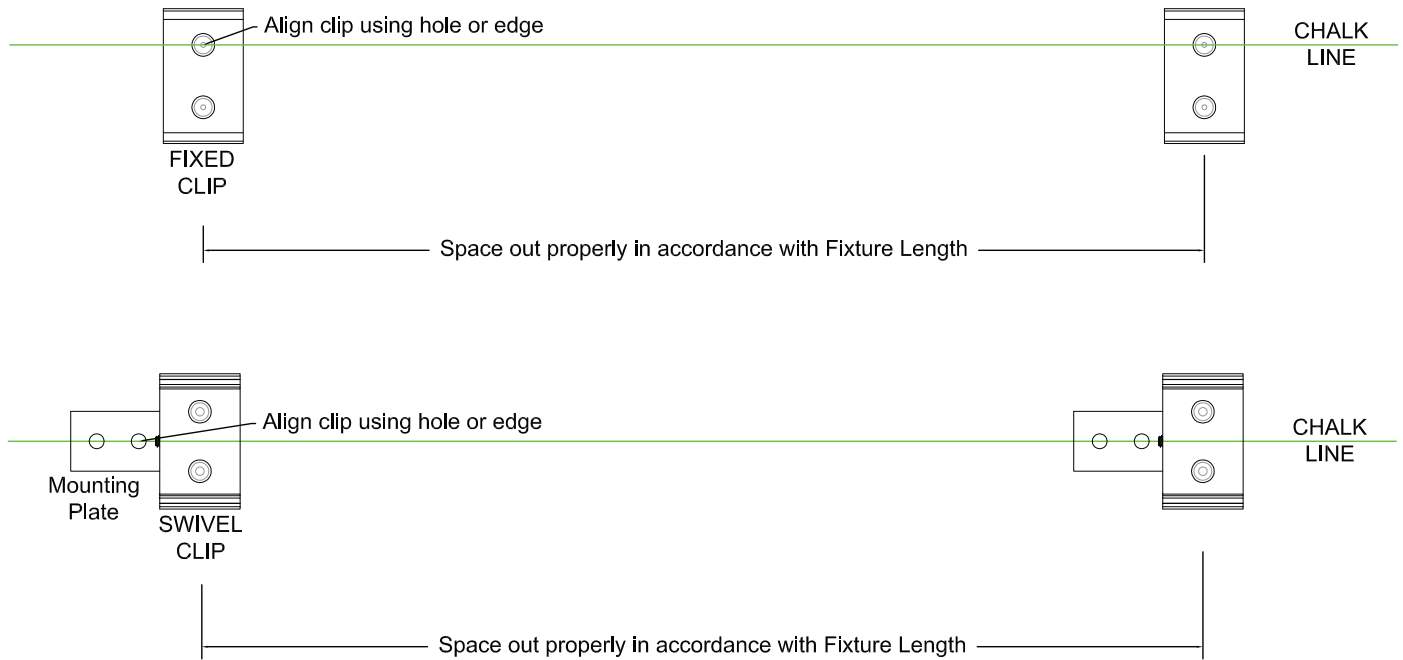 Align clip using hole or edge
CHALK
LINE
FIXED
CLIP
Space out properly in accordance with Fixture Length
Align clip using hole or edge
CHALK
LINE
Mounting
Plate
SWIVEL
CLIP
Space out properly in accordance with Fixture Length